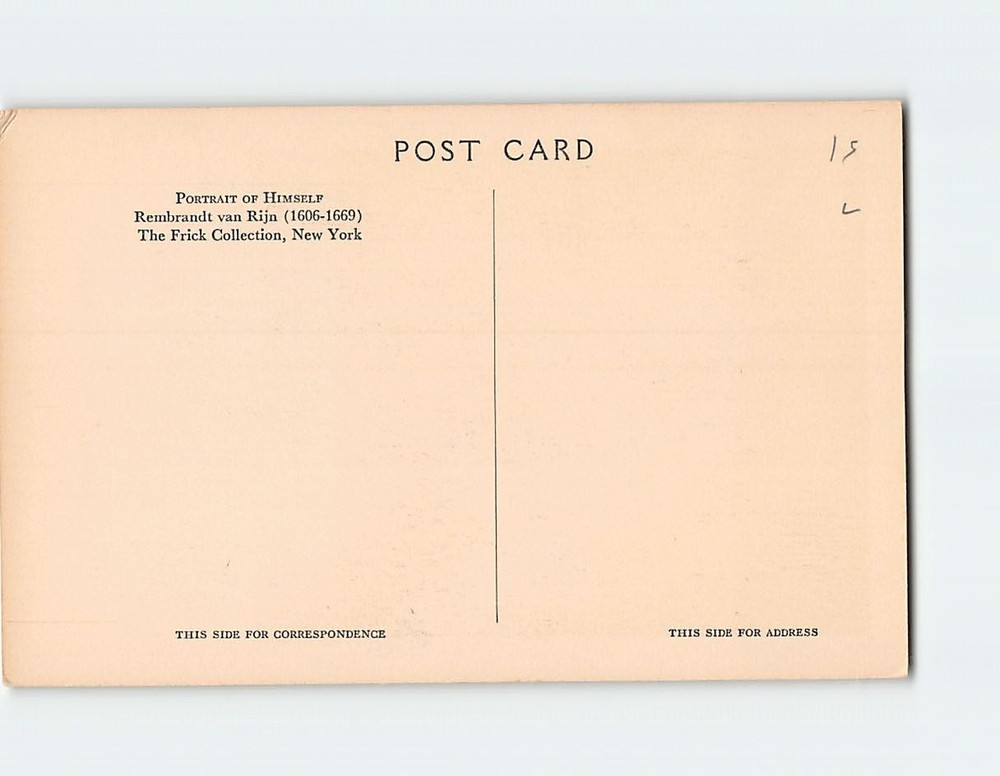 POST CARD
PORTRAIT OF HIMSELF
Rembrandt van Rijn (1606-1669)
The Frick Collection, New York
15
L
THIS SIDE FOR CORRESPONDENCE
THIS SIDE FOR ADDRESS